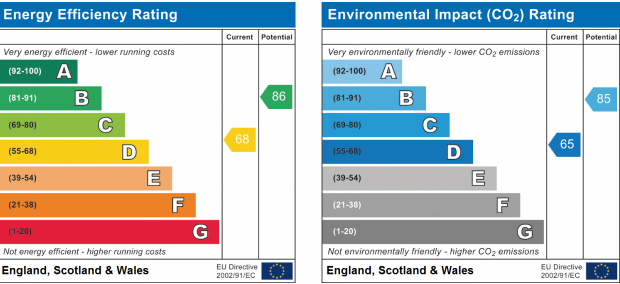 Energy Efficiency Rating
Current Potential
Very energy efficient - lower running costs
(92-100) A
(81-91) B
86
(69-80) C
68
(55-68) D
(39-54) E
(21-38) F
(1-20) G
Not energy efficient - higher running costs
England, Scotland & Wales
EU Directive
2002/91/EC
Environmental Impact (CO₂) Rating
Current Potential
Very environmentally friendly - lower CO₂ emissions
(92-100) A
(81-91) B
85
(69-80) C
(55-68) D
65
(39-54) E
(21-38) F
(1-20) G
Not environmentally friendly - higher CO₂ emissions
England, Scotland & Wales
EU Directive
2002/91/EC